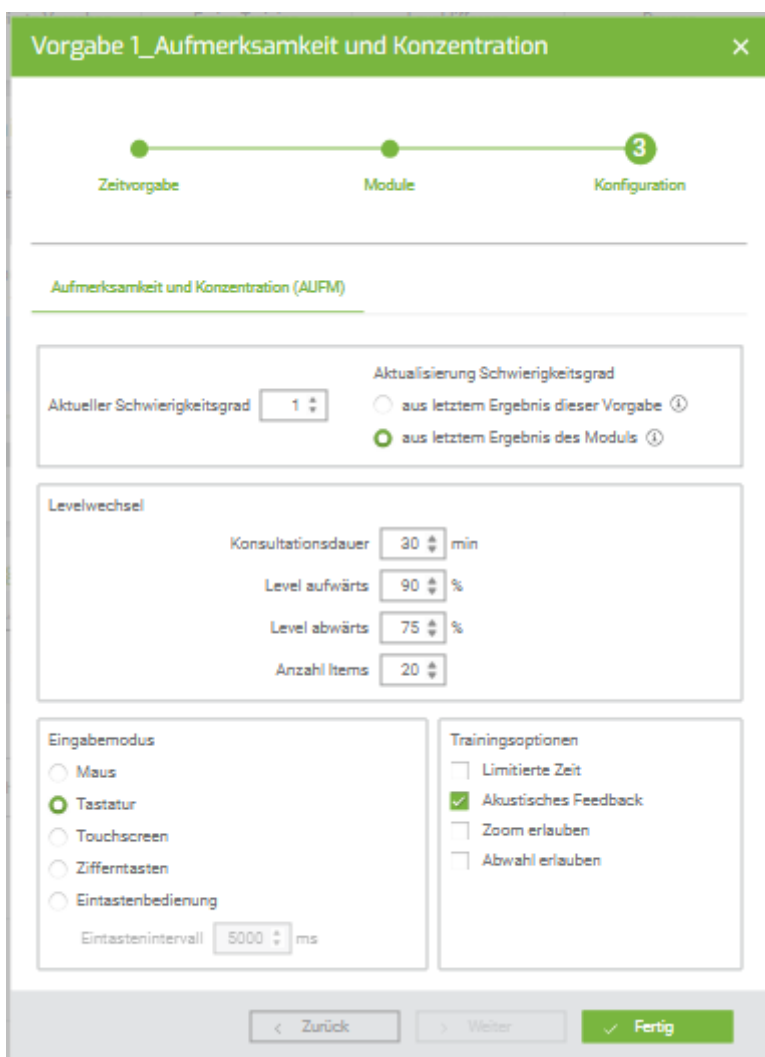 Vorgabe 1_Aufmerksamkeit und Konzentration
3
Zeitvorgabe Module Konfiguration
Aufmerksamkeit und Konzentration (AUFM)
Aktualisierung Schwierigkeitsgrad
Aktueller Schwierigkeitsgrad 1 aus letztem Ergebnis dieser Vorgabe
aus letztem Ergebnis des Moduls
Levelwechsel
Konsultationsdauer 30 min
Level aufwärts 90 %
Level abwärts 75 %
Anzahl Items 20
Eingabemodus
Maus
Tastatur
Touchscreen
Zifferntasten
Eintastenbedienung
Eintastenintervall 5000 ms
Trainingsoptionen
Limitierte Zeit
Akustisches Feedback
Zoom erlauben
Abwahl erlauben
Zurück Weiter Fertig